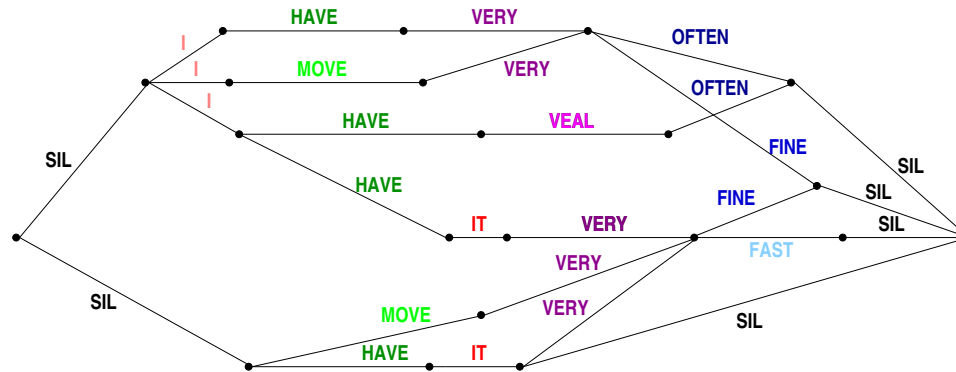 HAVE VERY
I OFTEN
I MOVE VERY
I OFTEN
HAVE VEAL
SIL FINE SIL
HAVE FINE SIL
IT VERY SIL
FAST
VERY
SIL VERY
MOVE SIL
HAVE IT